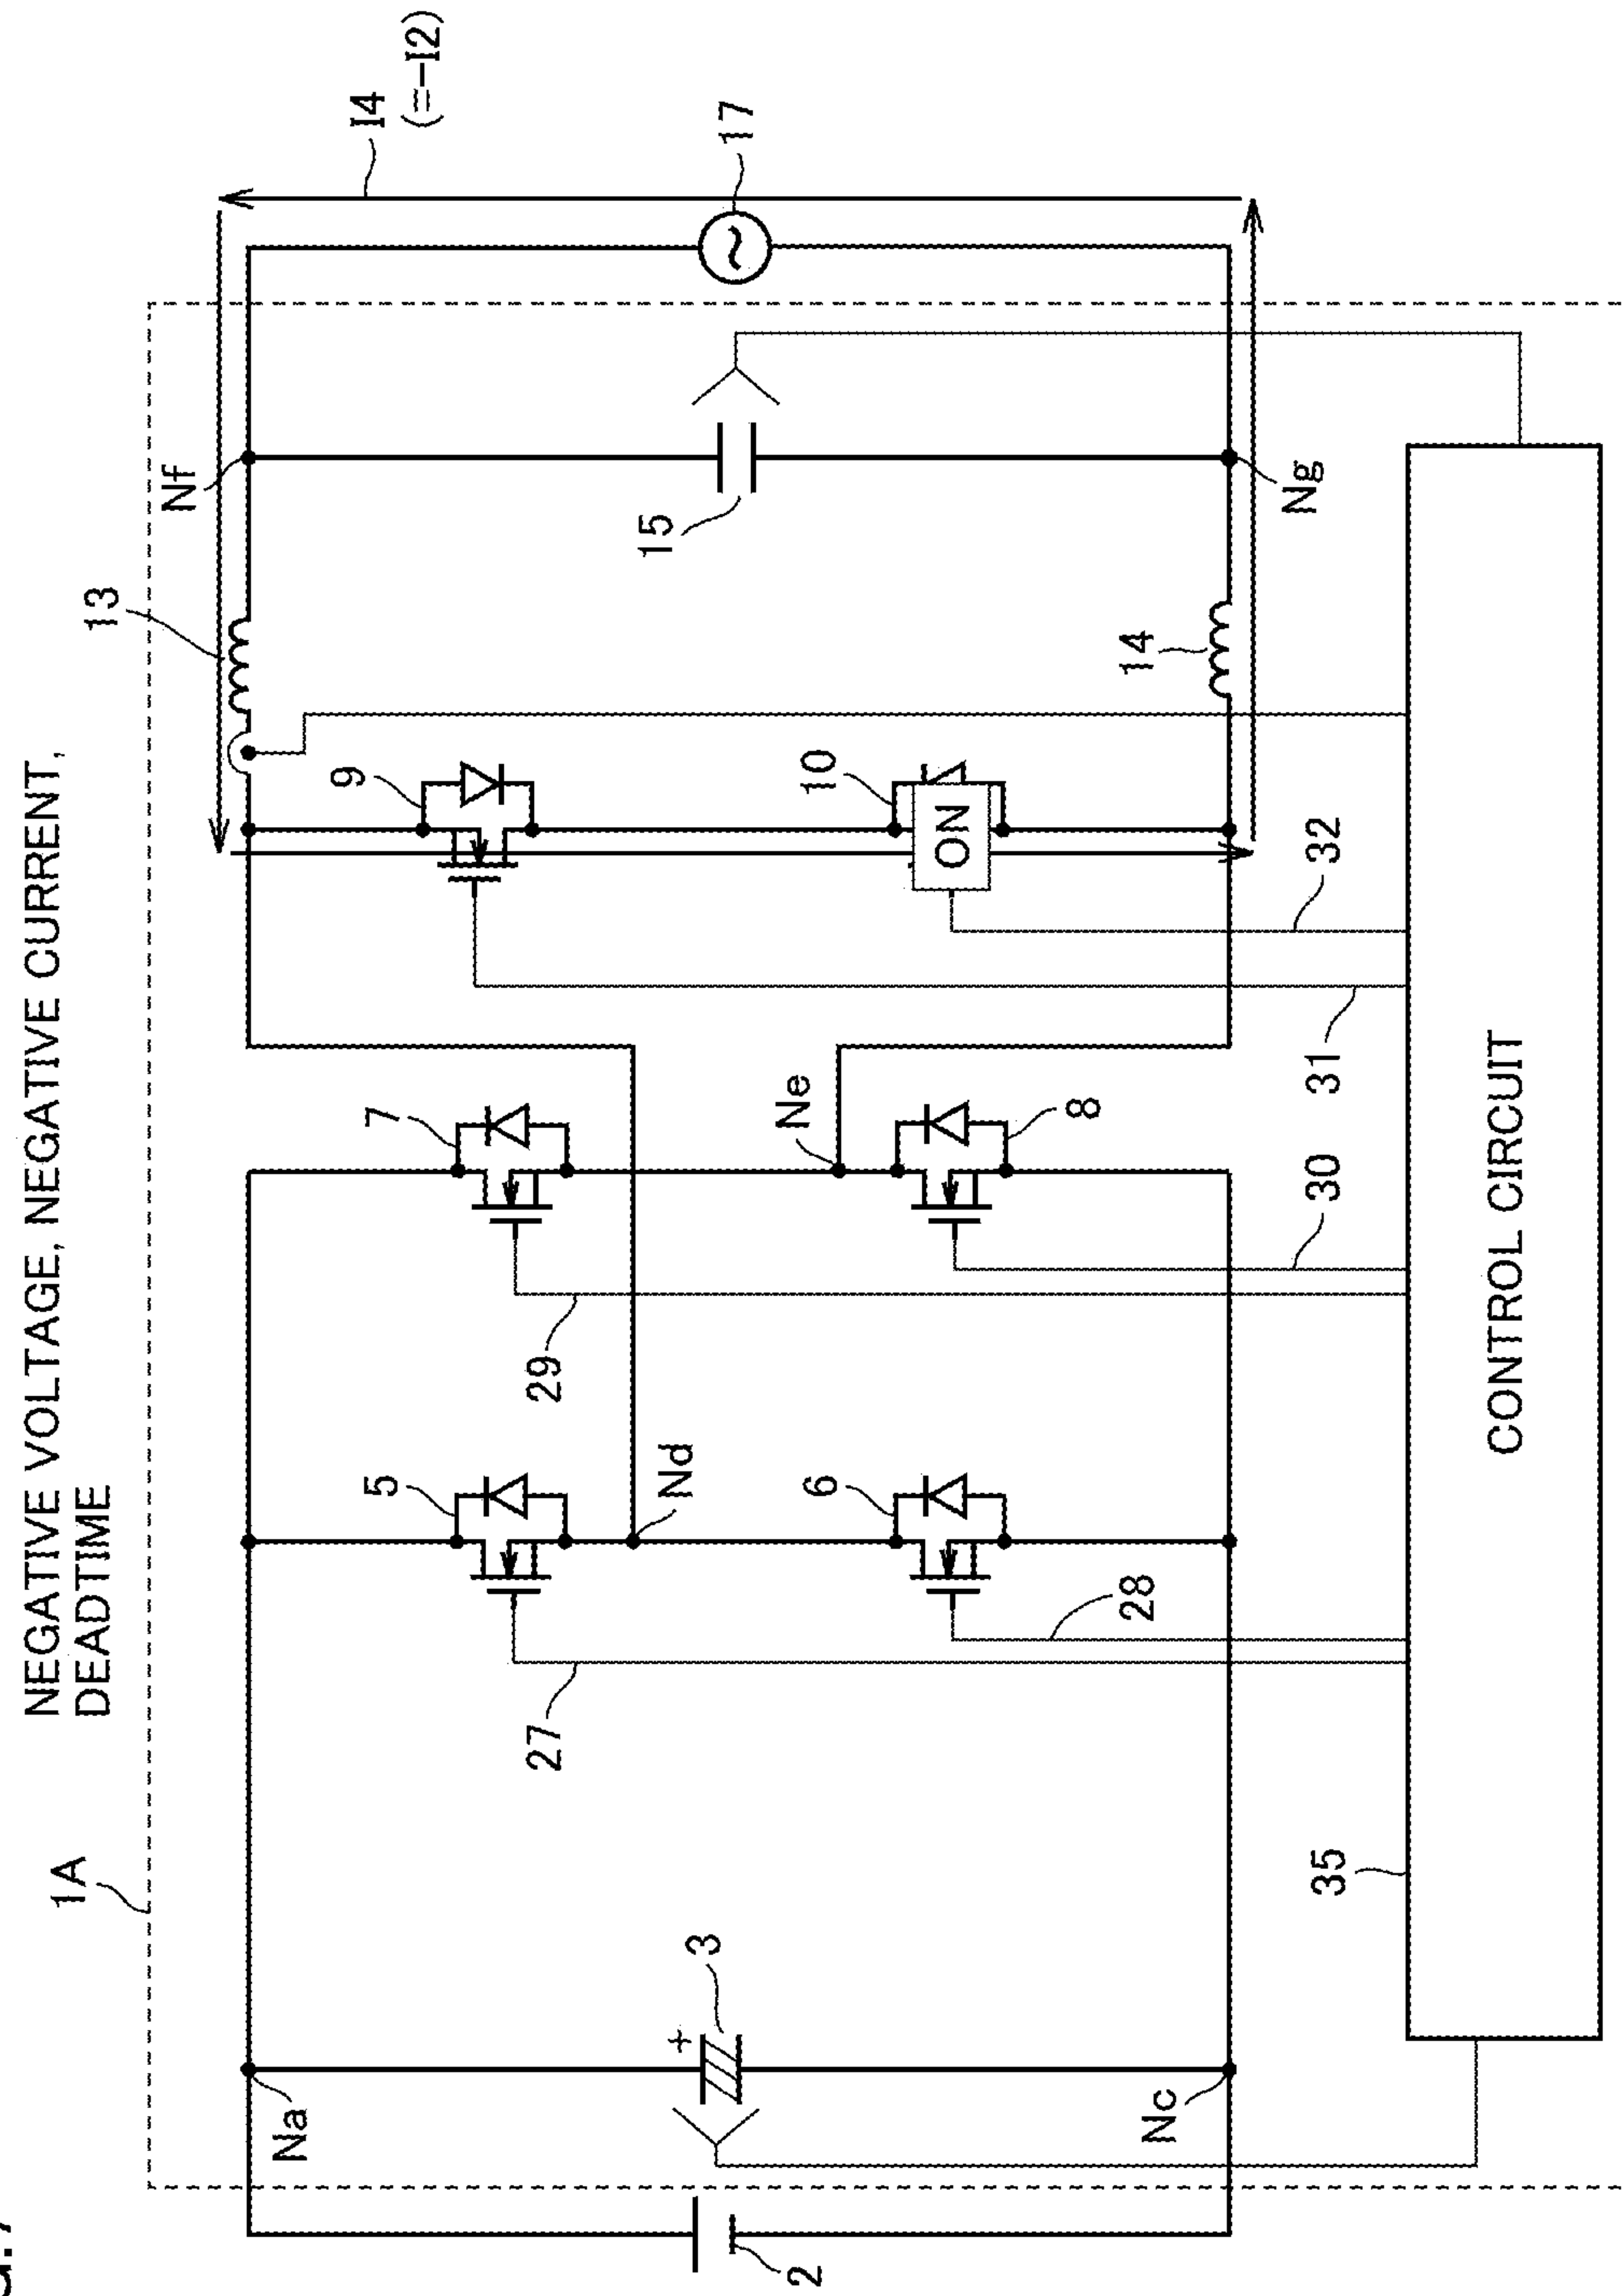 NEGATIVE VOLTAGE, NEGATIVE CURRENT,
DEADTIME
1A
13
Nf
I4
(=-I2)
17
9
5
7
Na
3
+
2
Nd
Ne
10
15
6
8
14
Nc
Ng
ON
27
28
29
30
31
32
35
CONTROL CIRCUIT